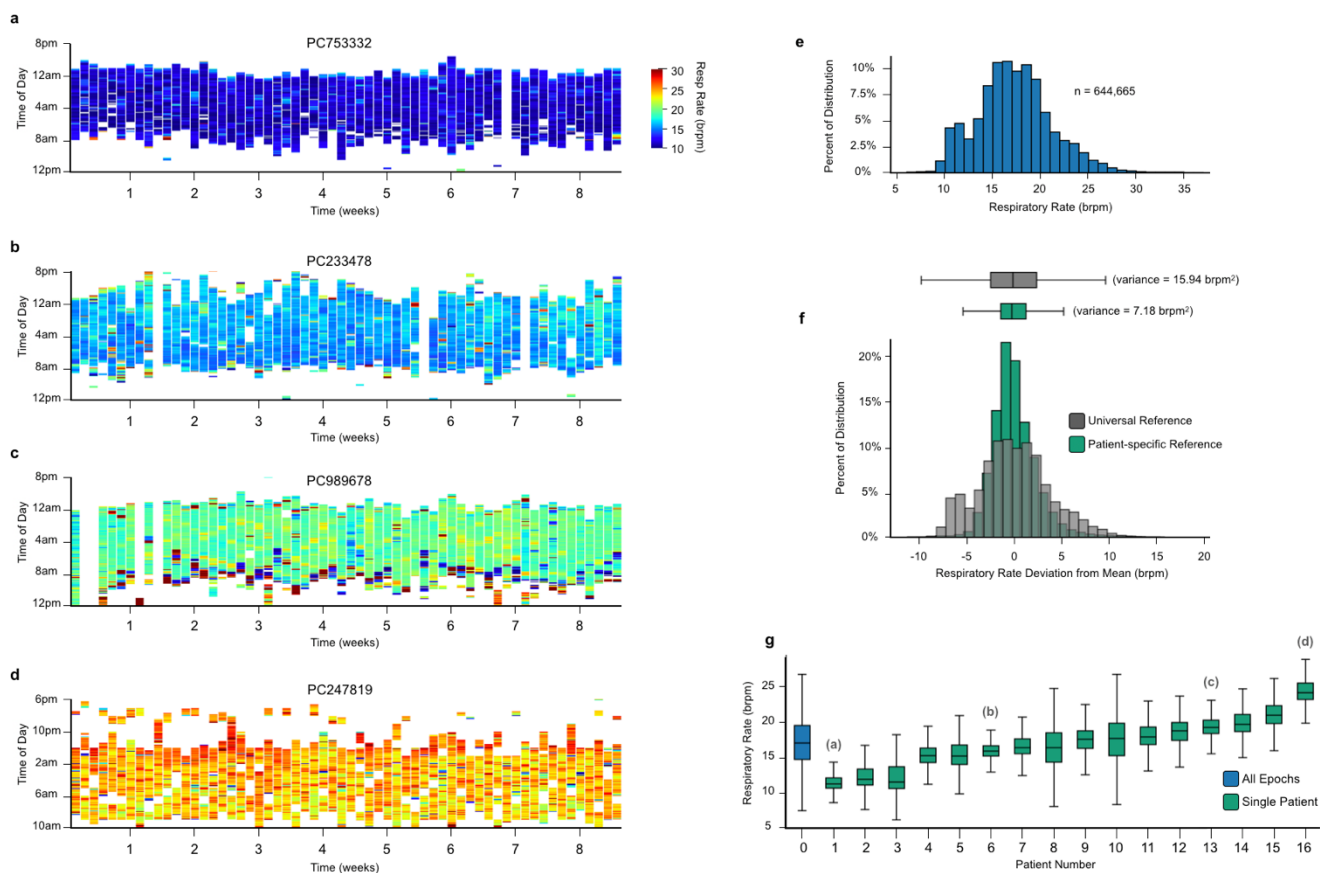 a
PC753332
8pm
12am
4am
8am
12pm
Time of Day
1 2 3 4 5 6 7 8
Time (weeks)
30
25
20
15
10
Resp Rate (brpm)
b
PC233478
8pm
12am
4am
8am
12pm
Time of Day
1 2 3 4 5 6 7 8
Time (weeks)
c
PC989678
8pm
12am
4am
8am
12pm
Time of Day
1 2 3 4 5 6 7 8
Time (weeks)
d
PC247819
6pm
10pm
2am
6am
10am
Time of Day
1 2 3 4 5 6 7 8
Time (weeks)
e
10%
7.5%
5%
2.5%
0%
Percent of Distribution
n = 644,665
5 10 15 20 25 30 35
Respiratory Rate (brpm)
(variance = 15.94 brpm²)
(variance = 7.18 brpm²)
f
20%
15%
10%
5%
0%
Percent of Distribution
Universal Reference
Patient-specific Reference
-10 -5 0 5 10 15 20
Respiratory Rate Deviation from Mean (brpm)
g
25
20
15
10
5
Respiratory Rate (brpm)
(a)
(b)
(c)
(d)
All Epochs
Single Patient
0 1 2 3 4 5 6 7 8 9 10 11 12 13 14 15 16
Patient Number